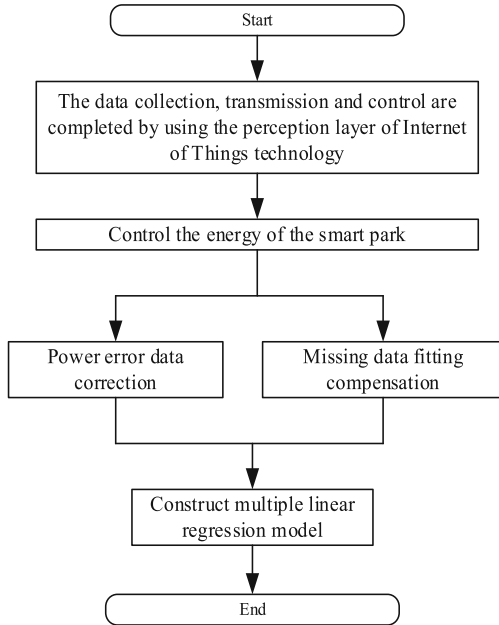 Start
The data collection, transmission and control are
completed by using the perception layer of Internet
of Things technology
Control the energy of the smart park
Power error data
correction
Missing data fitting
compensation
Construct multiple linear
regression model
End